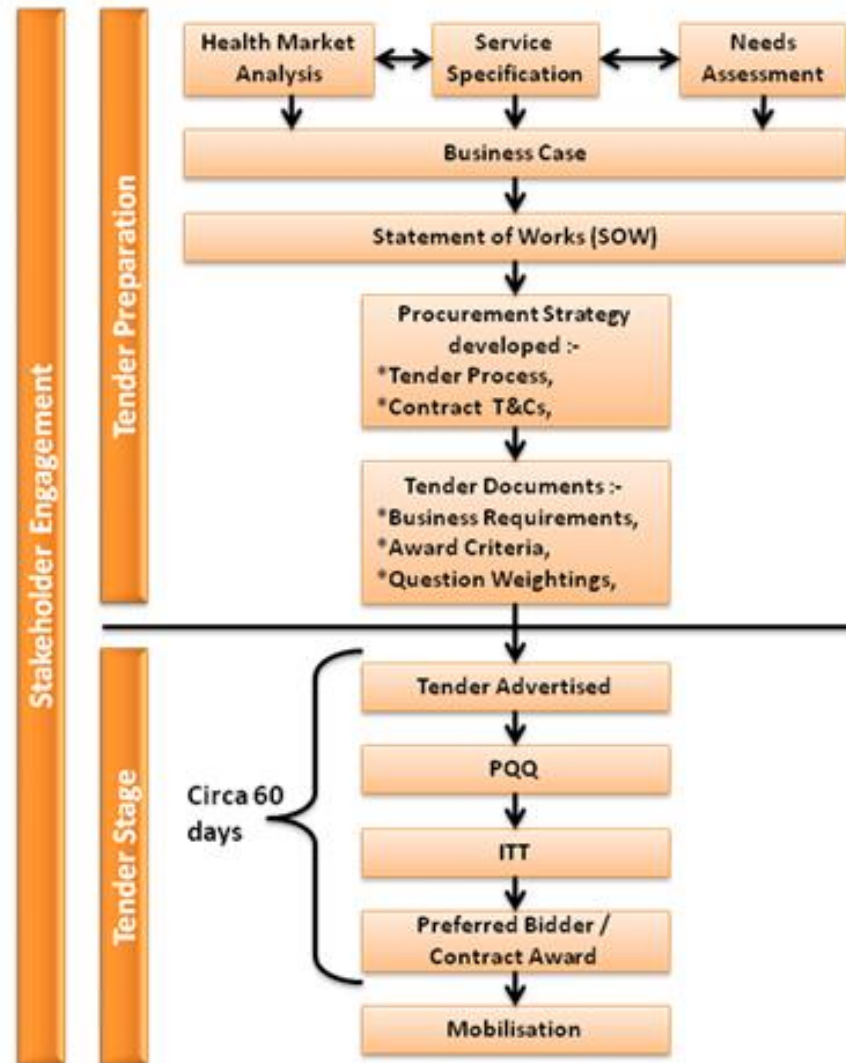 Stakeholder Engagement
Tender Preparation
Health Market
Analysis
Service
Specification
Needs
Assessment
Business Case
Statement of Works (SOW)
Procurement Strategy
developed :-
*Tender Process,
*Contract T&Cs,
Tender Documents :-
*Business Requirements,
*Award Criteria,
*Question Weightings,
Tender Stage
Circa 60
days
Tender Advertised
PQQ
ITT
Preferred Bidder /
Contract Award
Mobilisation